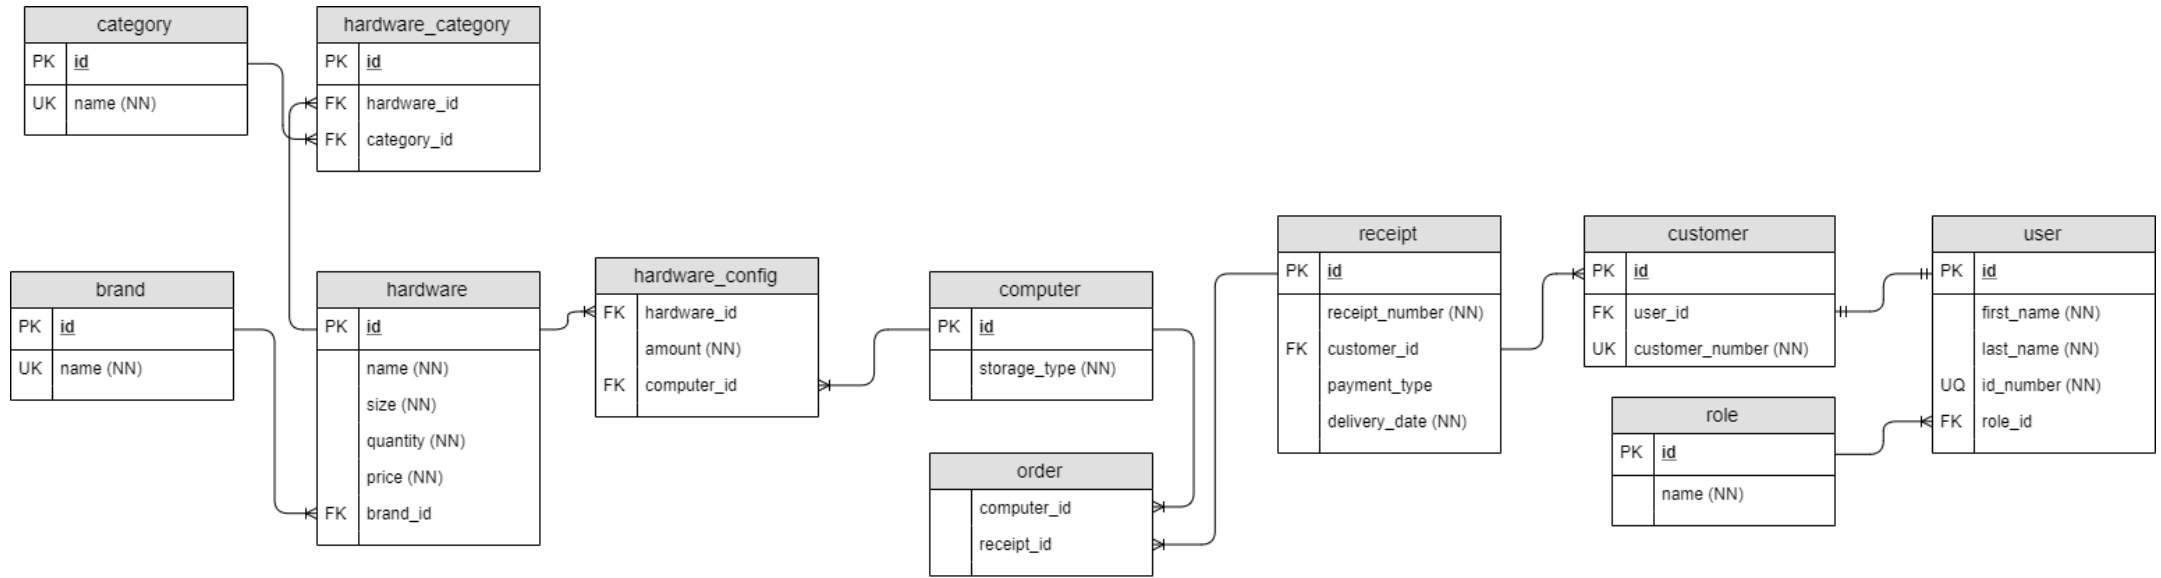 category
PK id
UK name (NN)
hardware_category
PK id
FK hardware_id
FK category_id
brand
PK id
UK name (NN)
hardware
PK id
name (NN)
size (NN)
quantity (NN)
price (NN)
FK brand_id
hardware_config
FK hardware_id
amount (NN)
FK computer_id
computer
PK id
storage_type (NN)
order
computer_id
receipt_id
receipt
PK id
receipt_number (NN)
FK customer_id
payment_type
delivery_date (NN)
customer
PK id
FK user_id
UK customer_number (NN)
role
PK id
name (NN)
user
PK id
first_name (NN)
last_name (NN)
UQ id_number (NN)
FK role_id